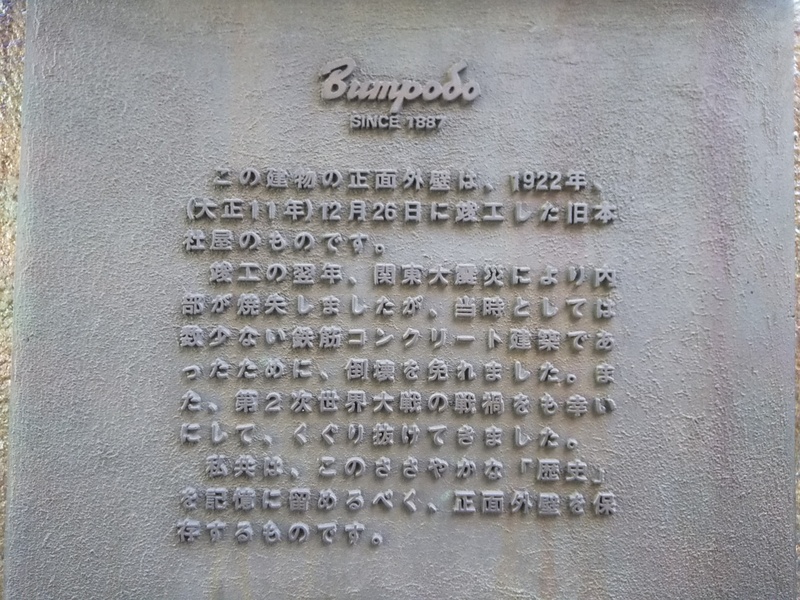 Витробо
SINCE 1887
この建物の正面外壁は、1922年、
(大正11年)12月26日に竣工した旧本
社屋のものです。
竣工の翌年、関東大震災により内
部が焼失しましたが、当時としては
数少ない鉄筋コンクリート建築であ
ったために、倒壊を免れました。ま
た、第2次世界大戦の戦禍をも幸い
にして、くぐり抜けてきました。
私共は、このささやかな「歴史」
を記憶に留めるべく、正面外壁を保
存するものです。